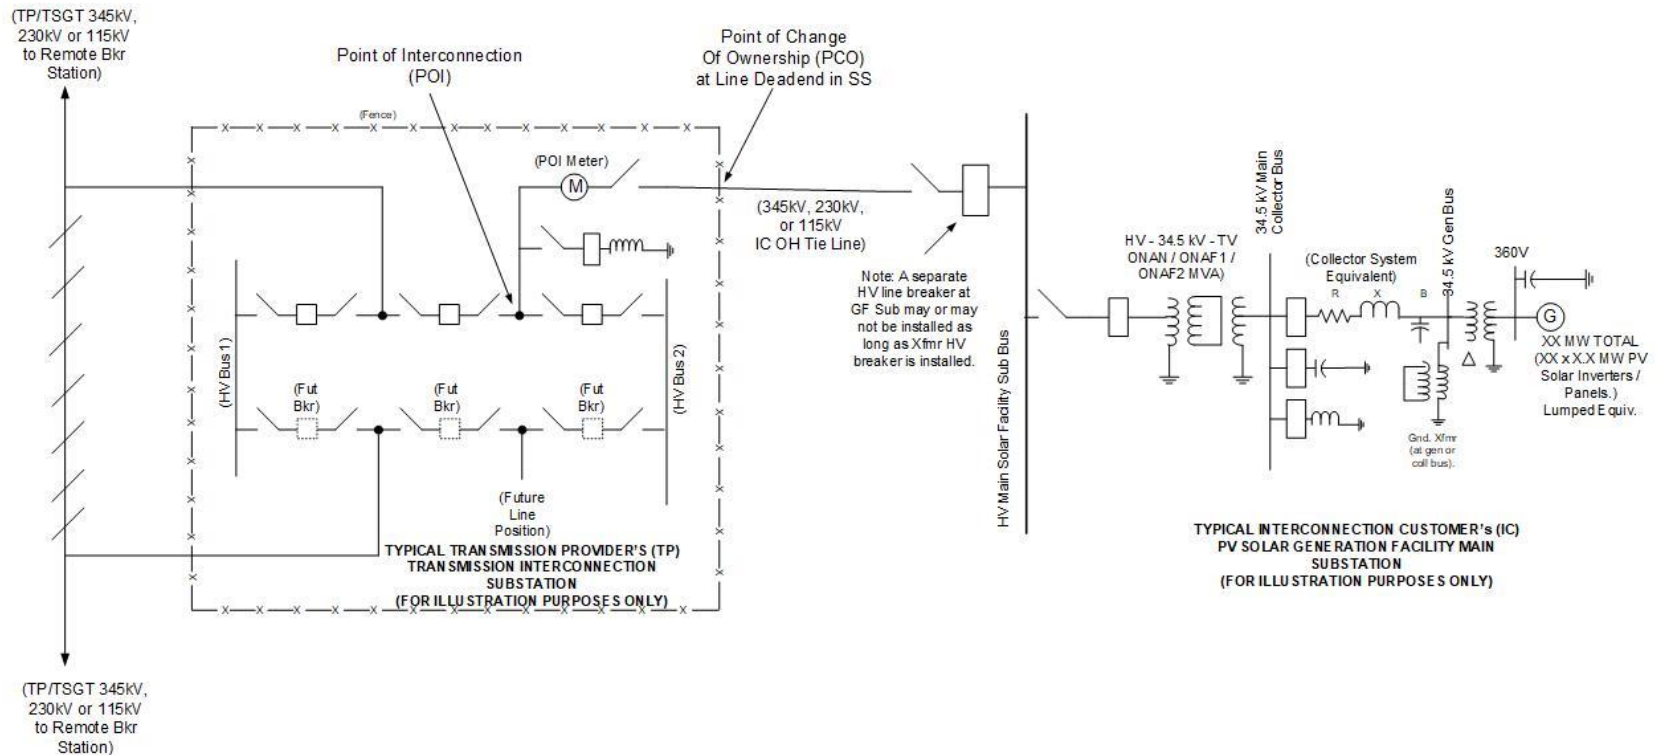 (TP/TSGT 345kV,
230kV or 115kV
to Remote Bkr
Station)
Point of Interconnection
(POI)
Point of Change
Of Ownership (PCO)
at Line Deadend in SS
(Fence)
(POI Meter)
M
(345kV, 230kV,
or 115kV
IC OH Tie Line)
Note: A separate
HV line breaker at
GF Sub may or may
not be installed as
long as Xfmr HV
breaker is installed.
(HV Bus 1)
(HV Bus 2)
(Fut
Bkr)
(Fut
Bkr)
(Fut
Bkr)
(Future
Line
Position)
TYPICAL TRANSMISSION PROVIDER'S (TP)
TRANSMISSION INTERCONNECTION
SUBSTATION
(FOR ILLUSTRATION PURPOSES ONLY)
(TP/TSGT 345kV,
230kV or 115kV
to Remote Bkr
Station)
HV Main Solar Facility Sub Bus
HV - 34.5 kV - TV
ONAN / ONAF1 /
ONAF2 MVA)
34.5 kV Main
Collector Bus
(Collector System
Equivalent)
R X B
34.5 kV Gen Bus
360V
G
XX MW TOTAL
(XX x X.X MW PV
Solar Inverters /
Panels.)
Lumped Equiv.
Gnd. Xfmr
(at gen or
coll bus).
TYPICAL INTERCONNECTION CUSTOMER's (IC)
PV SOLAR GENERATION FACILITY MAIN
SUBSTATION
(FOR ILLUSTRATION PURPOSES ONLY)